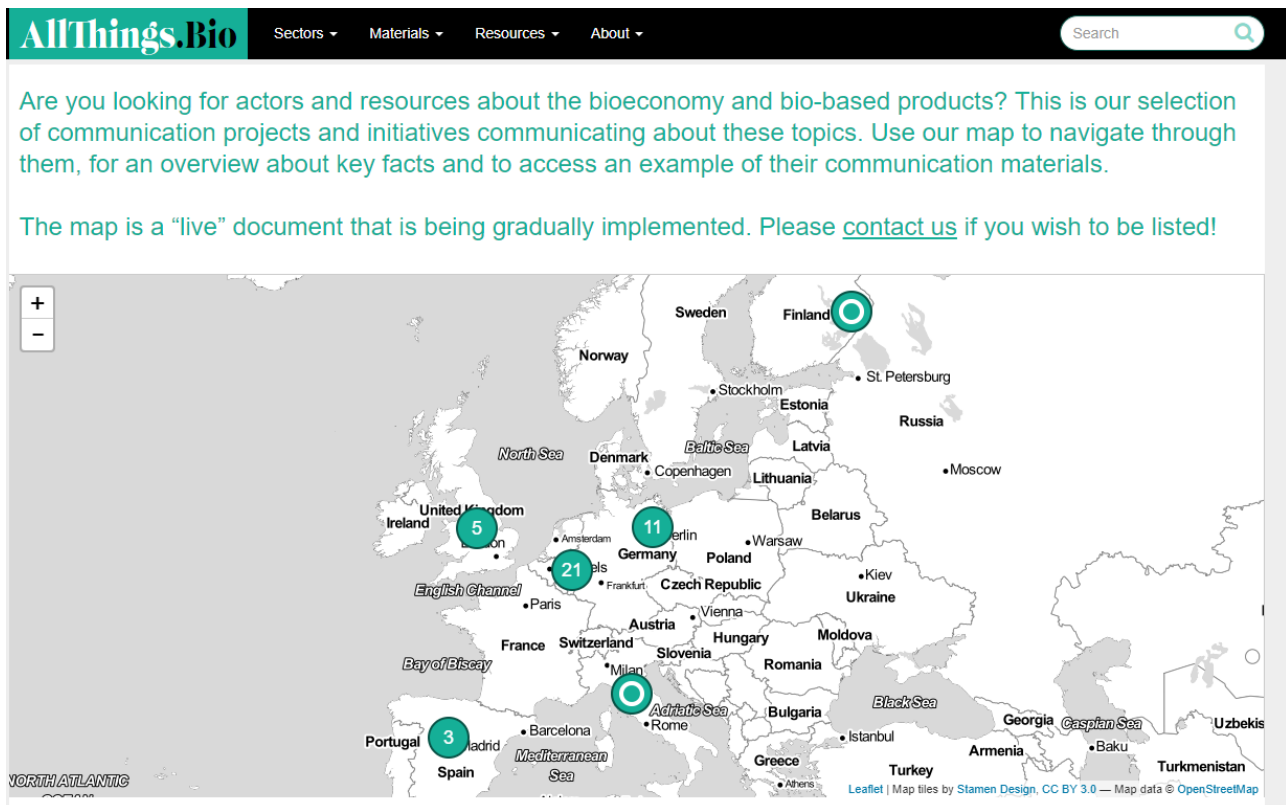 AllThings.Bio
Sectors
Materials
Resources
About
Search
Are you looking for actors and resources about the bioeconomy and bio-based products? This is our selection
of communication projects and initiatives communicating about these topics. Use our map to navigate through
them, for an overview about key facts and to access an example of their communication materials.
The map is a “live” document that is being gradually implemented. Please contact us if you wish to be listed!
+
−
Sweden
Finland
Norway
St. Petersburg
Stockholm
Estonia
Russia
North Sea
Denmark
Baltic Sea
Latvia
Copenhagen
Lithuania
Moscow
United Kingdom
Ireland
5
11
Belarus
Amsterdam
Germany
Poland
Warsaw
21
Frankfurt
Czech Republic
Kiev
English Channel
Paris
Ukraine
Vienna
Austria
France
Switzerland
Slovenia
Hungary
Moldova
Bay of Biscay
Milan
Romania
Adriatic Sea
Rome
Bulgaria
Black Sea
Georgia
Caspian Sea
Uzbekis
Portugal
3
Barcelona
Istanbul
Armenia
Baku
Mediterranean
Sea
Spain
Greece
Turkey
Turkmenistan
Athens
NORTH ATLANTIC
Leaflet | Map tiles by Stamen Design, CC BY 3.0 — Map data © OpenStreetMap